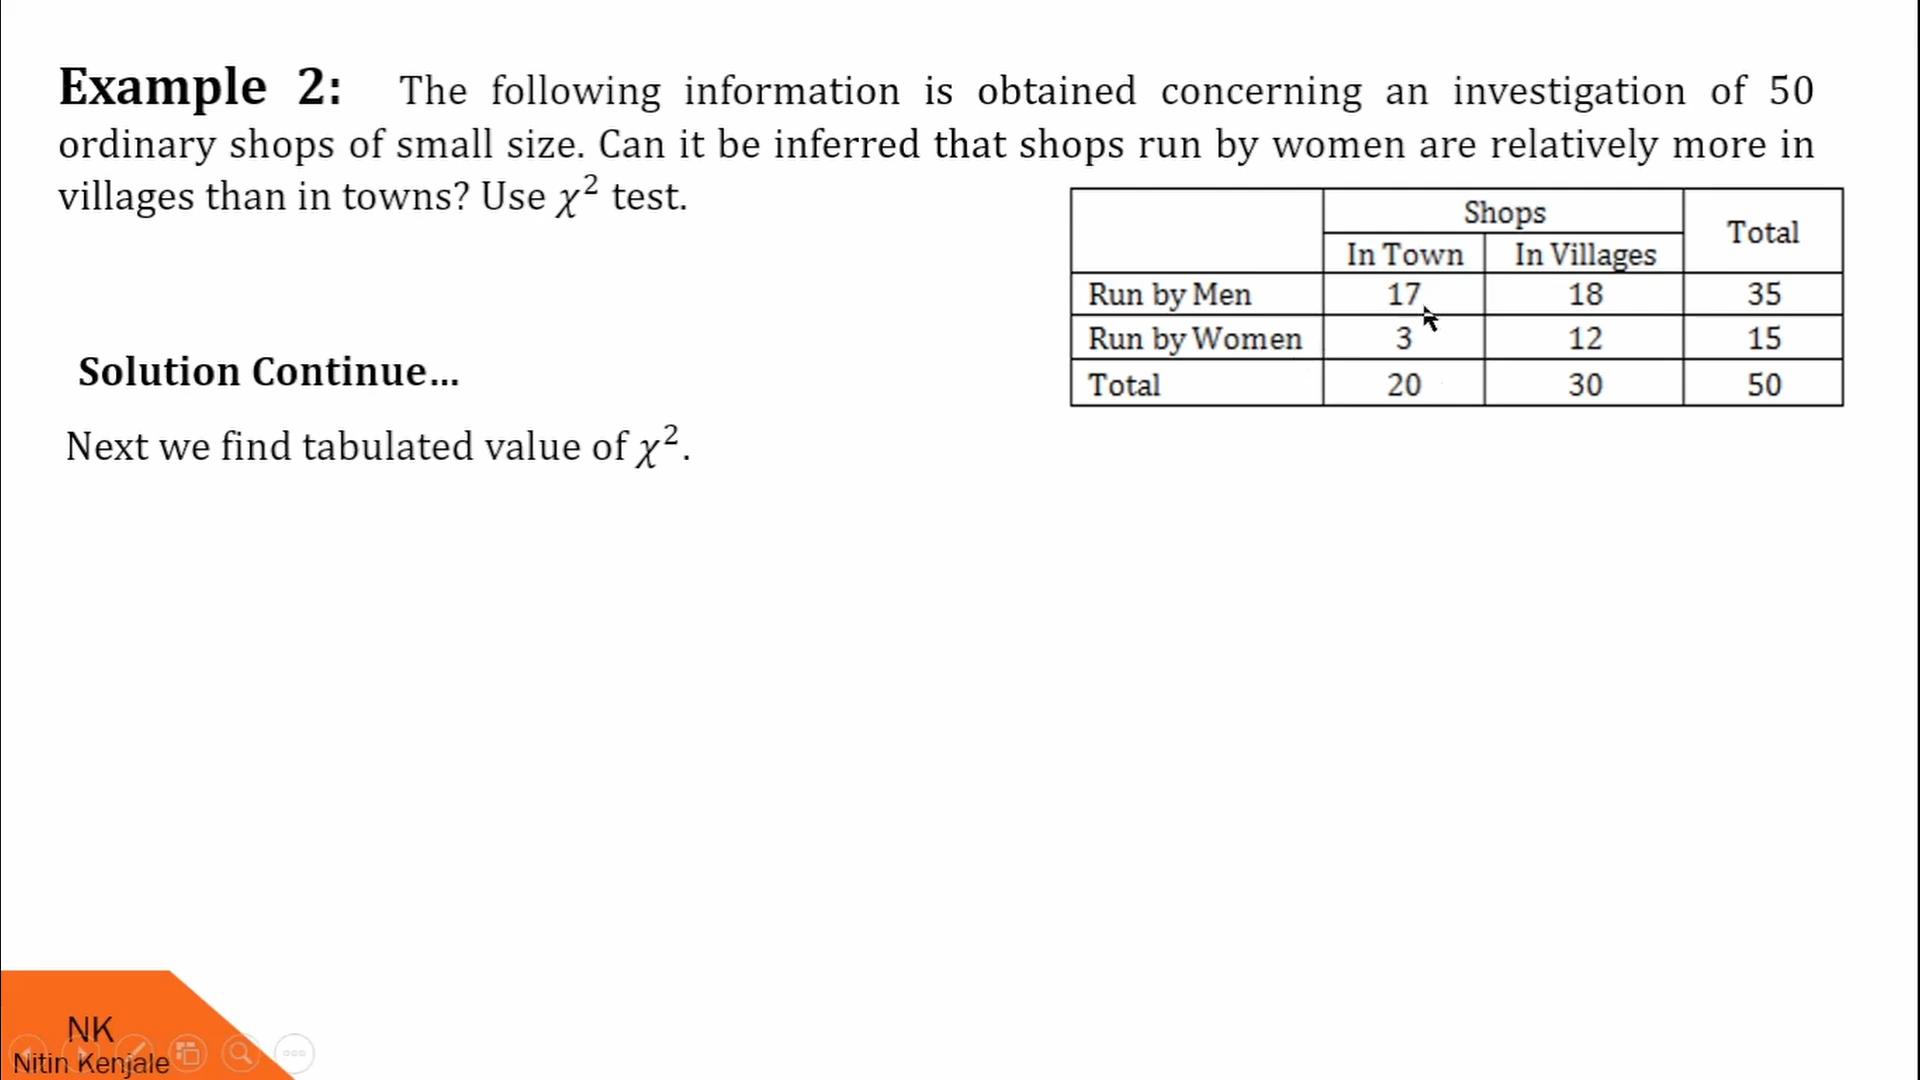 Example 2: The following information is obtained concerning an investigation of 50
ordinary shops of small size. Can it be inferred that shops run by women are relatively more in
villages than in towns? Use χ² test.
Shops
Total
In Town In Villages
Run by Men 17 18 35
Run by Women 3 12 15
Total 20 30 50
Solution Continue...
Next we find tabulated value of χ².
NK
Nitin Kenjale